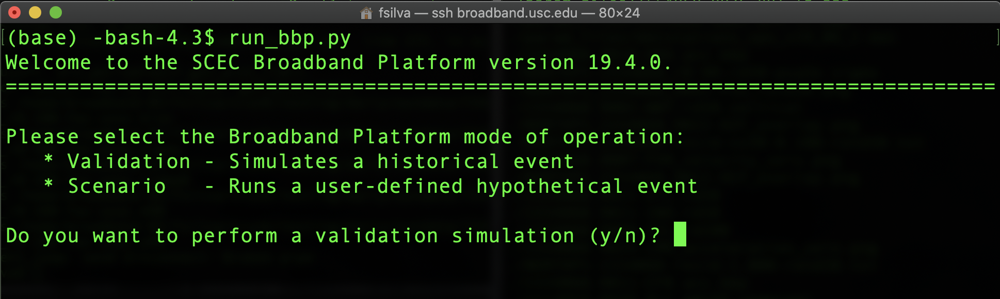 fsilva — ssh broadband.usc.edu — 80×24
(base) -bash-4.3$ run_bbp.py
Welcome to the SCEC Broadband Platform version 19.4.0.
================================================================================
Please select the Broadband Platform mode of operation:
   * Validation - Simulates a historical event
   * Scenario   - Runs a user-defined hypothetical event
Do you want to perform a validation simulation (y/n)?